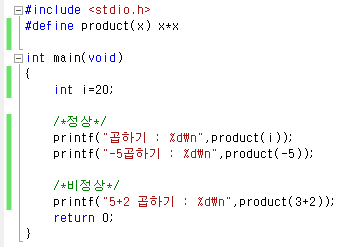 #include <stdio.h>
#define product(x) x*x
int main(void)
{
int i=20;
/*정상*/
printf("곱하기 : %d₩n",product(i));
printf("-5곱하기 : %d₩n",product(-5));
/*비정상*/
printf("5+2 곱하기 : %d₩n",product(3+2));
return 0;
}